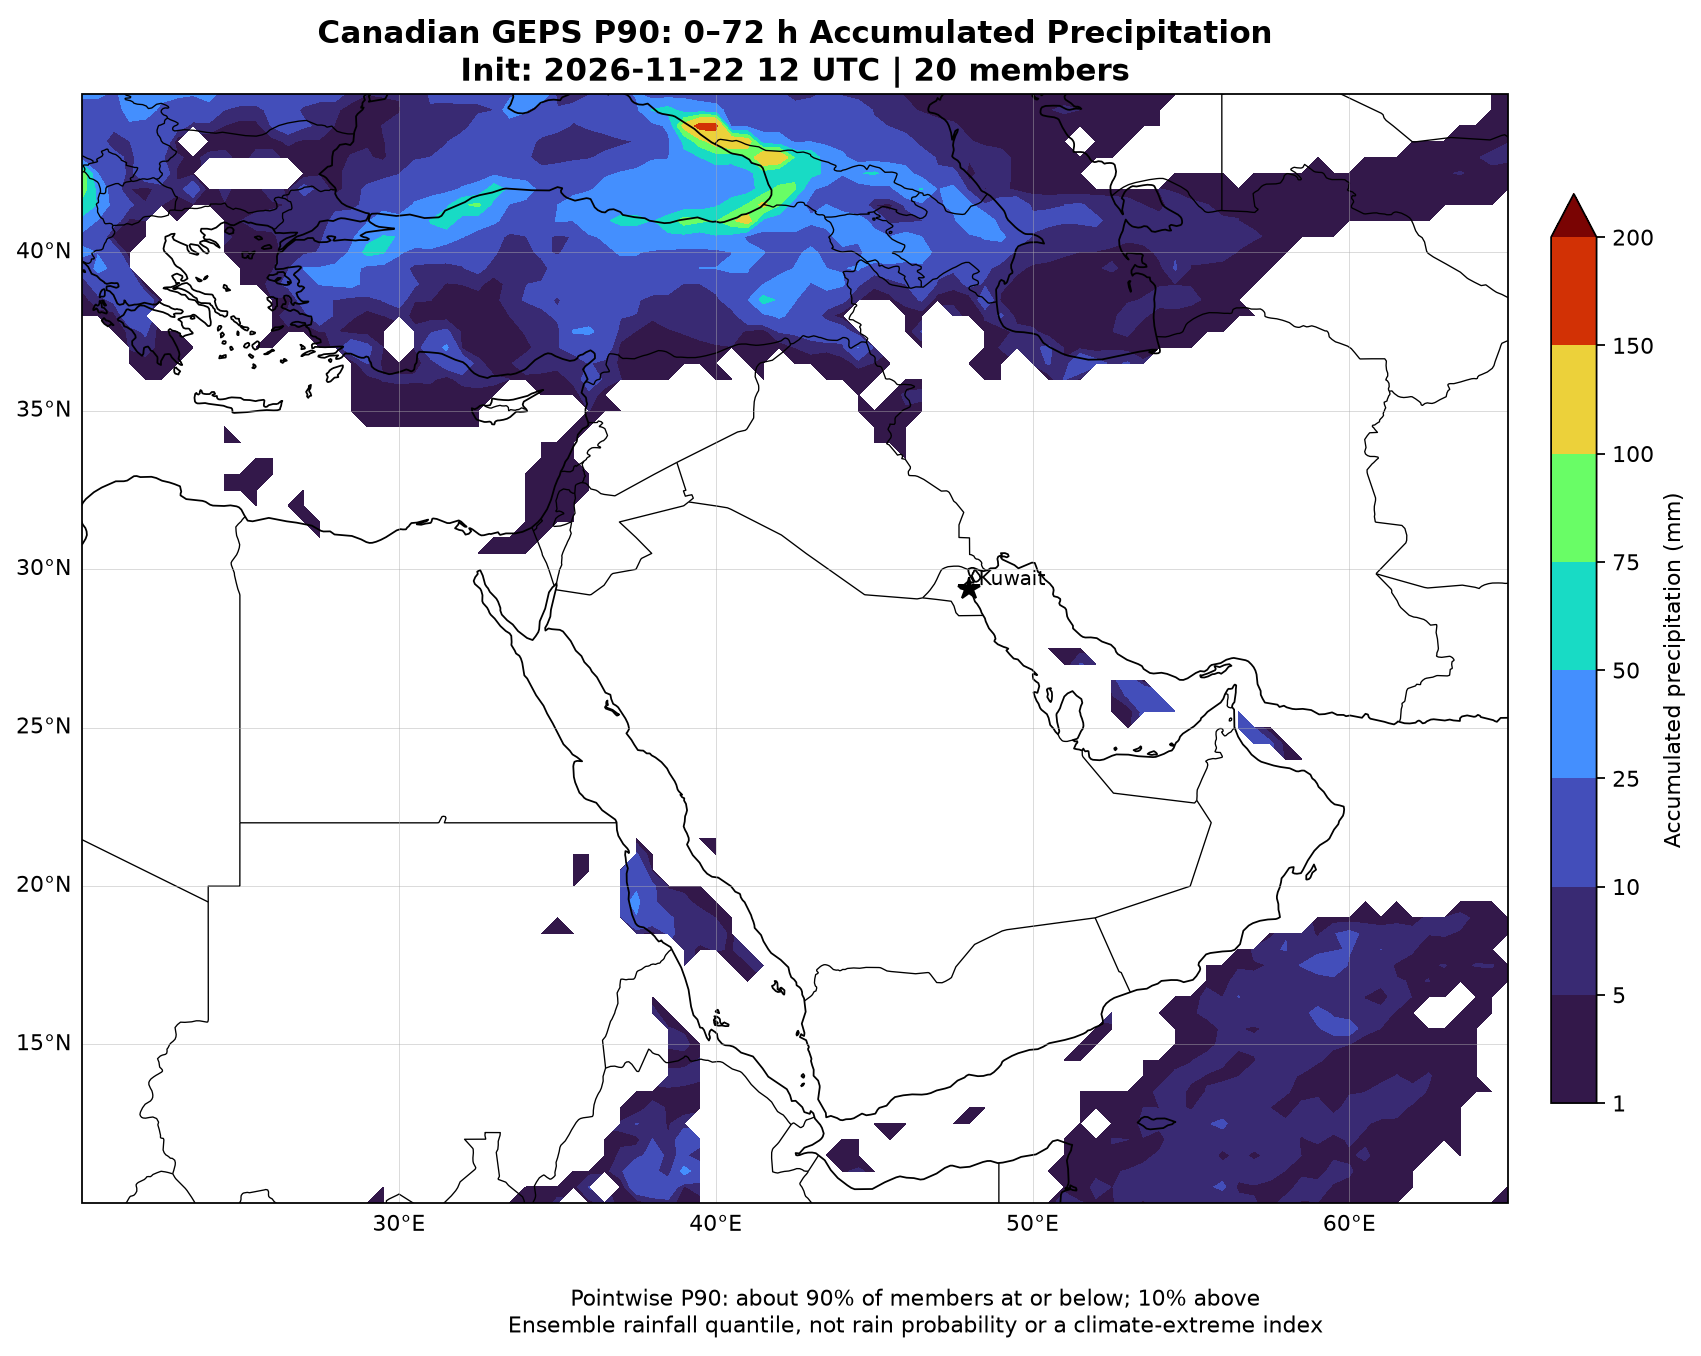 Canadian GEPS P90: 0–72 h Accumulated Precipitation
Init: 2026-11-22 12 UTC | 20 members
40°N
35°N
30°N
25°N
20°N
15°N
30°E
40°E
50°E
60°E
Kuwait
200
150
100
75
50
25
10
5
1
Accumulated precipitation (mm)
Pointwise P90: about 90% of members at or below; 10% above
Ensemble rainfall quantile, not rain probability or a climate-extreme index